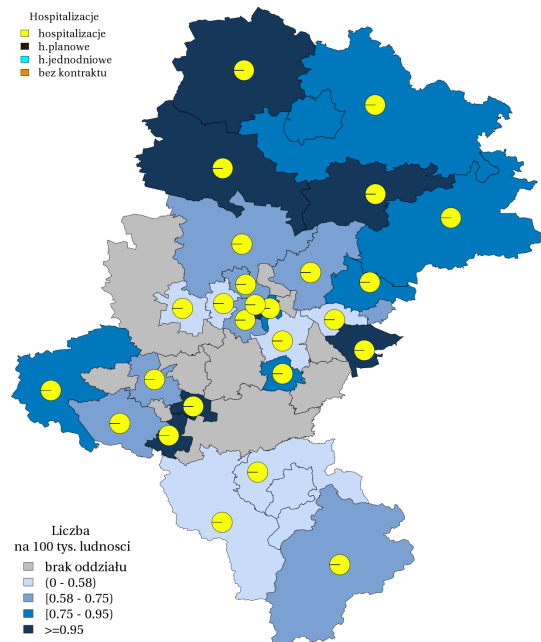 Hospitalizacje
hospitalizacje
h.planowe
h.jednodniowe
bez kontraktu
Liczba
na 100 tys. ludnosci
brak oddziału
(0 - 0.58)
[0.58 - 0.75)
[0.75 - 0.95)
>=0.95